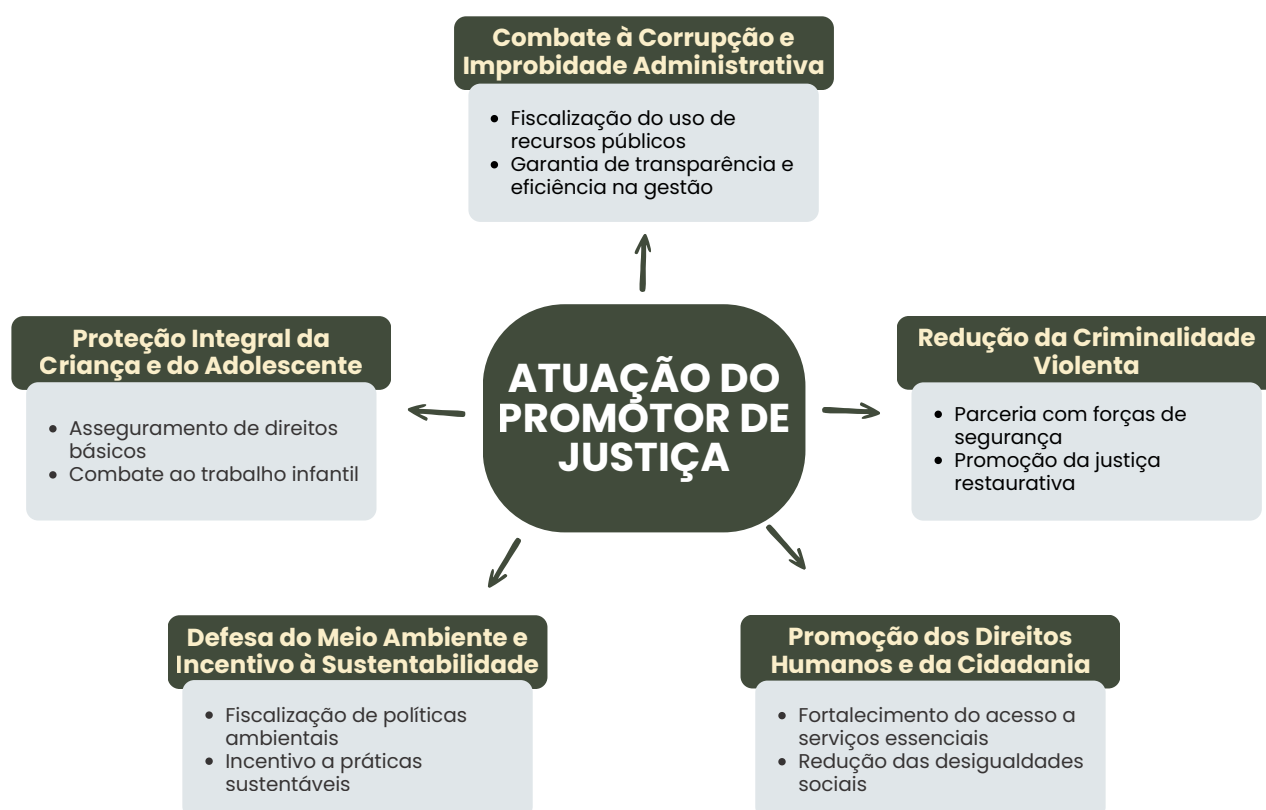 Combate à Corrupção e
Improbidade Administrativa
• Fiscalização do uso de
recursos públicos
• Garantia de transparência e
eficiência na gestão
Proteção Integral da
Criança e do Adolescente
• Asseguramento de direitos
básicos
• Combate ao trabalho infantil
ATUAÇÃO DO
PROMOTOR DE
JUSTIÇA
Redução da Criminalidade
Violenta
• Parceria com forças de
segurança
• Promoção da justiça
restaurativa
Defesa do Meio Ambiente e
Incentivo à Sustentabilidade
• Fiscalização de políticas
ambientais
• Incentivo a práticas
sustentáveis
Promoção dos Direitos
Humanos e da Cidadania
• Fortalecimento do acesso a
serviços essenciais
• Redução das desigualdades
sociais